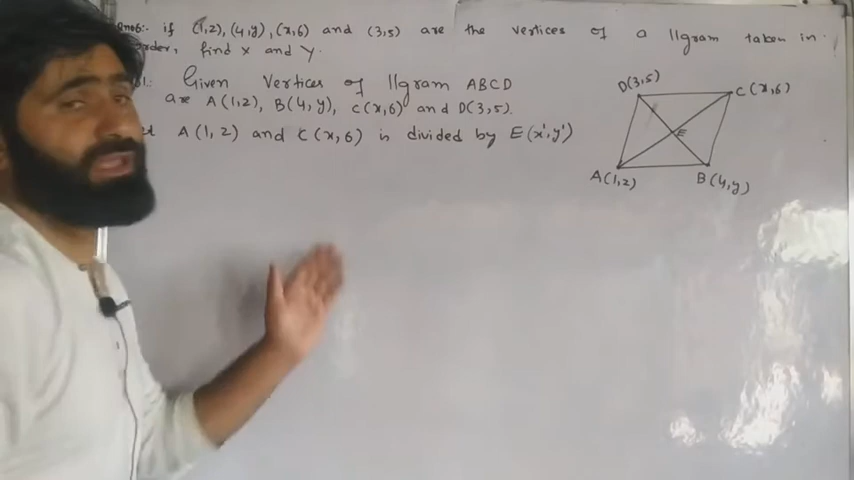 no6:- if (1,2), (4,y), (x,6) and (3,5) are the vertices of a llgram taken in
order, find x and y.
Given Vertices of llgram ABCD
are A(1,2), B(4,y), C(x,6) and D(3,5).
A(1,2) and C(x,6) is divided by E(x',y')
D(3,5)
C(x,6)
E
A(1,2)
B(4,y)